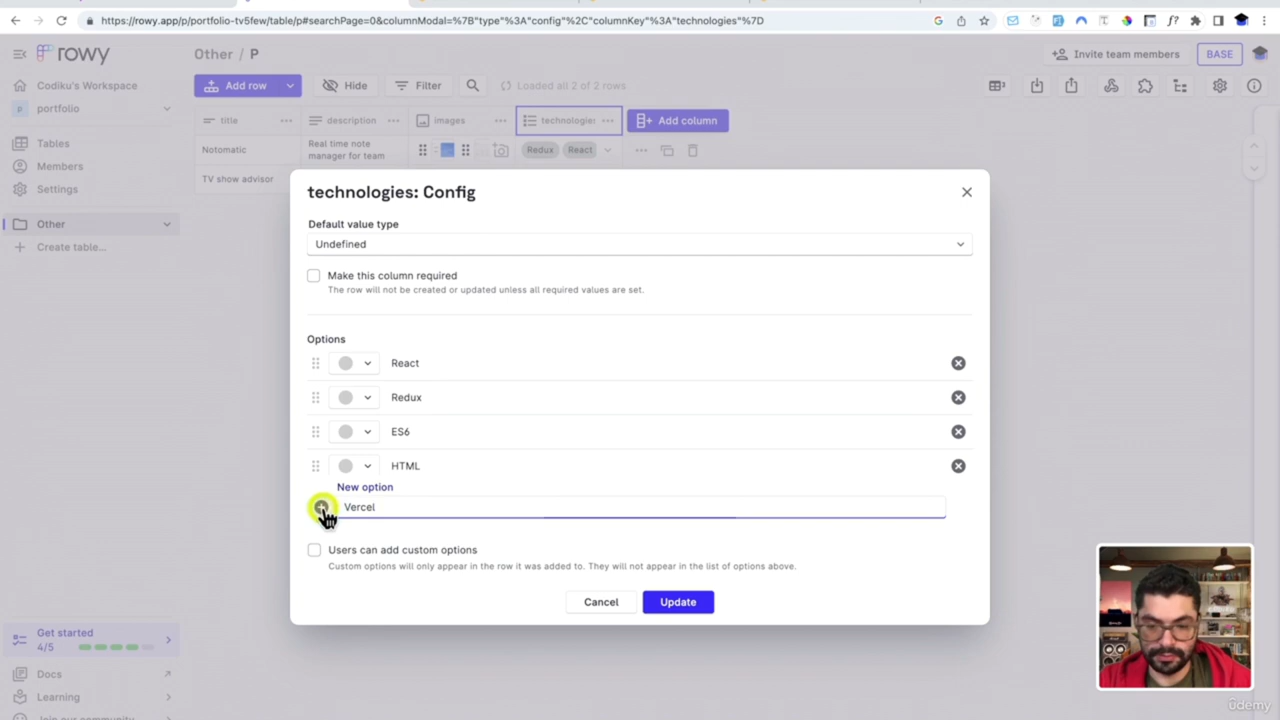 https://rowy.app/p/portfolio-tv5few/table/p#searchPage=0&columnModal=%7B"type"%3A"config"%2C"columnKey"%3A"technologies"%7D
rowy
Other / P
Invite team members
BASE
Codiku's Workspace
Add row
Hide
Filter
Loaded all 2 of 2 rows
p portfolio
title
description
images
technologies
Add column
Tables
Notomatic
Real time note
manager for team
Redux
React
Members
TV show advisor
Settings
technologies: Config
Other
Default value type
Create table...
Undefined
Make this column required
The row will not be created or updated unless all required values are set.
Options
React
Redux
ES6
HTML
New option
Vercel
Users can add custom options
Custom options will only appear in the row it was added to. They will not appear in the list of options above.
Cancel
Update
Get started
4/5
Docs
Learning
Join our community
ûdemy